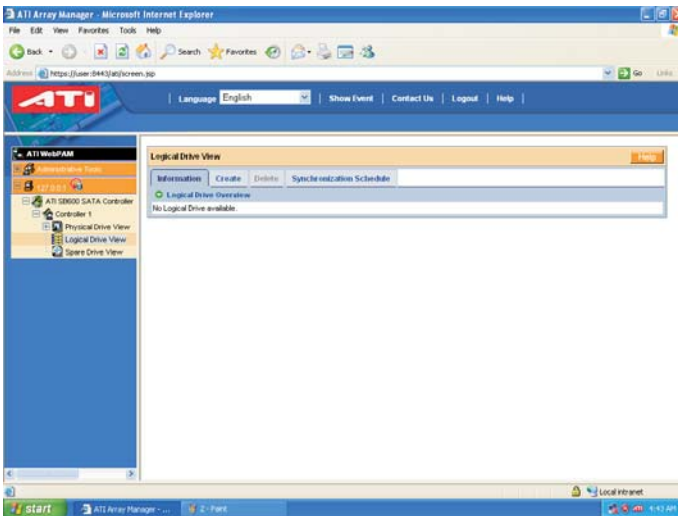 ATI Array Manager - Microsoft Internet Explorer
File Edit View Favorites Tools Help
Back Search Favorites
Address https://user:8443/ati/screen.jsp Go Links
ATI | Language English | Show Event | Contact Us | Logout | Help |
ATI WebPAM
Administrative Tools
127.0.0.1
ATI SB600 SATA Controller
Controller 1
Physical Drive View
Logical Drive View
Spare Drive View
Logical Drive View Help
Information Create Delete Synchronization Schedule
Logical Drive Overview
No Logical Drive available.
Local intranet
start ATI Array Manager - ... 2 - Paint 4:43 AM